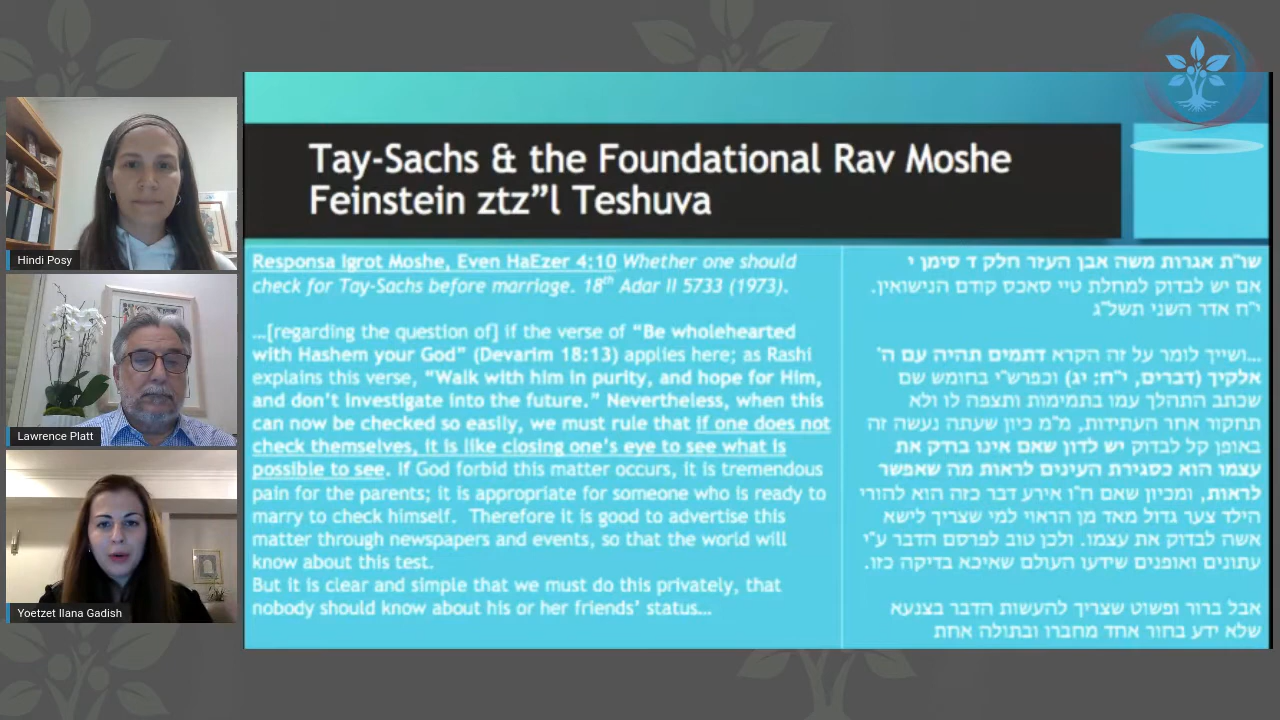 Tay-Sachs & the Foundational Rav Moshe
Feinstein ztz”l Teshuva
Responsa Igrot Moshe, Even HaEzer 4:10 Whether one should
check for Tay-Sachs before marriage. 18th Adar II 5733 (1973).
…[regarding the question of] if the verse of “Be wholehearted
with Hashem your God” (Devarim 18:13) applies here; as Rashi
explains this verse, “Walk with him in purity, and hope for Him,
and don’t investigate into the future.” Nevertheless, when this
can now be checked so easily, we must rule that if one does not
check themselves, it is like closing one’s eye to see what is
possible to see. If God forbid this matter occurs, it is tremendous
pain for the parents; it is appropriate for someone who is ready to
marry to check himself. Therefore it is good to advertise this
matter through newspapers and events, so that the world will
know about this test.
But it is clear and simple that we must do this privately, that
nobody should know about his or her friends’ status…
שו"ת אגרות משה אבן העזר חלק ד סימן י
אם יש לבדוק למחלת טיי סאכס קודם הנישואין.
י"ח אדר השני תשל"ג
…ושייך לומר על זה הקרא דתמים תהיה עם ה'
אלקיך (דברים, י"ח: יג) וכפרש"י בחומש שם
שכתב התהלך עמו בתמימות ותצפה לו ולא
תחקור אחר העתידות, מ"מ כיון שעתה נעשה זה
באופן קל לבדוק יש לדון שאם אינו בודק את
עצמו הוא כסגירת העינים לראות מה שאפשר
לראות, ומכיון שאם ח"ו אירע דבר כזה הוא להורי
הילד צער גדול מאד מן הראוי למי שצריך לישא
אשה לבדוק את עצמו. ולכן טוב לפרסם הדבר ע"י
עתונים ואופנים שידעו העולם שאיכא בדיקה כזו.
אבל ברור ופשוט שצריך להעשות הדבר בצנעא
שלא ידע בחור אחד מחברו ובתולה אחת
Hindi Posy
Lawrence Platt
Yoetzet Ilana Gadish